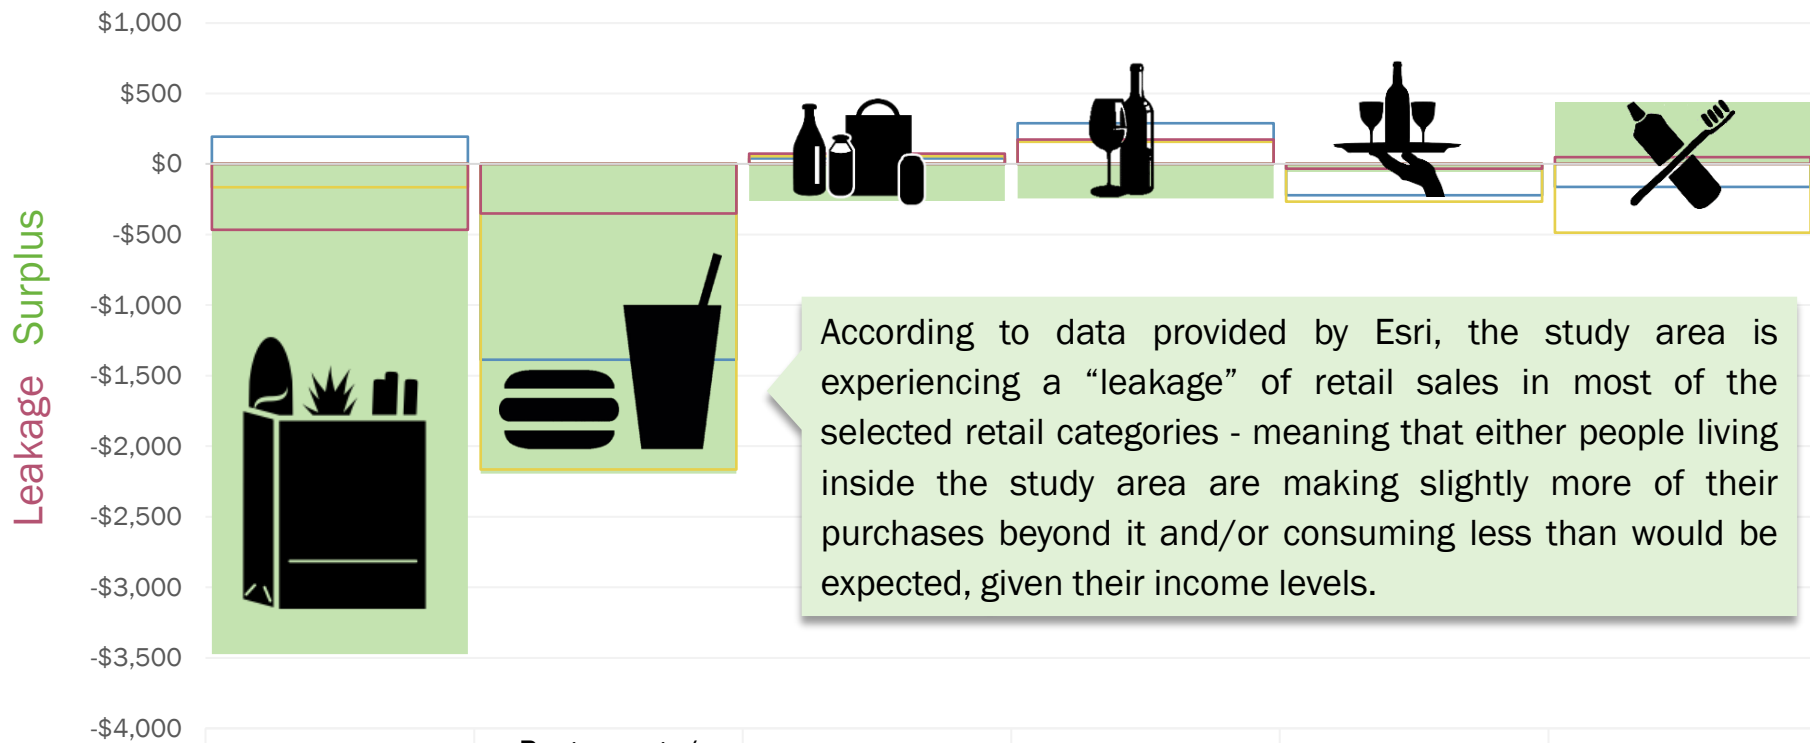 $1,000
$500
$0
-$500
-$1,000
-$1,500
-$2,000
-$2,500
-$3,000
-$3,500
-$4,000
Leakage Surplus
According to data provided by Esri, the study area is
experiencing a “leakage” of retail sales in most of the
selected retail categories - meaning that either people living
inside the study area are making slightly more of their
purchases beyond it and/or consuming less than would be
expected, given their income levels.